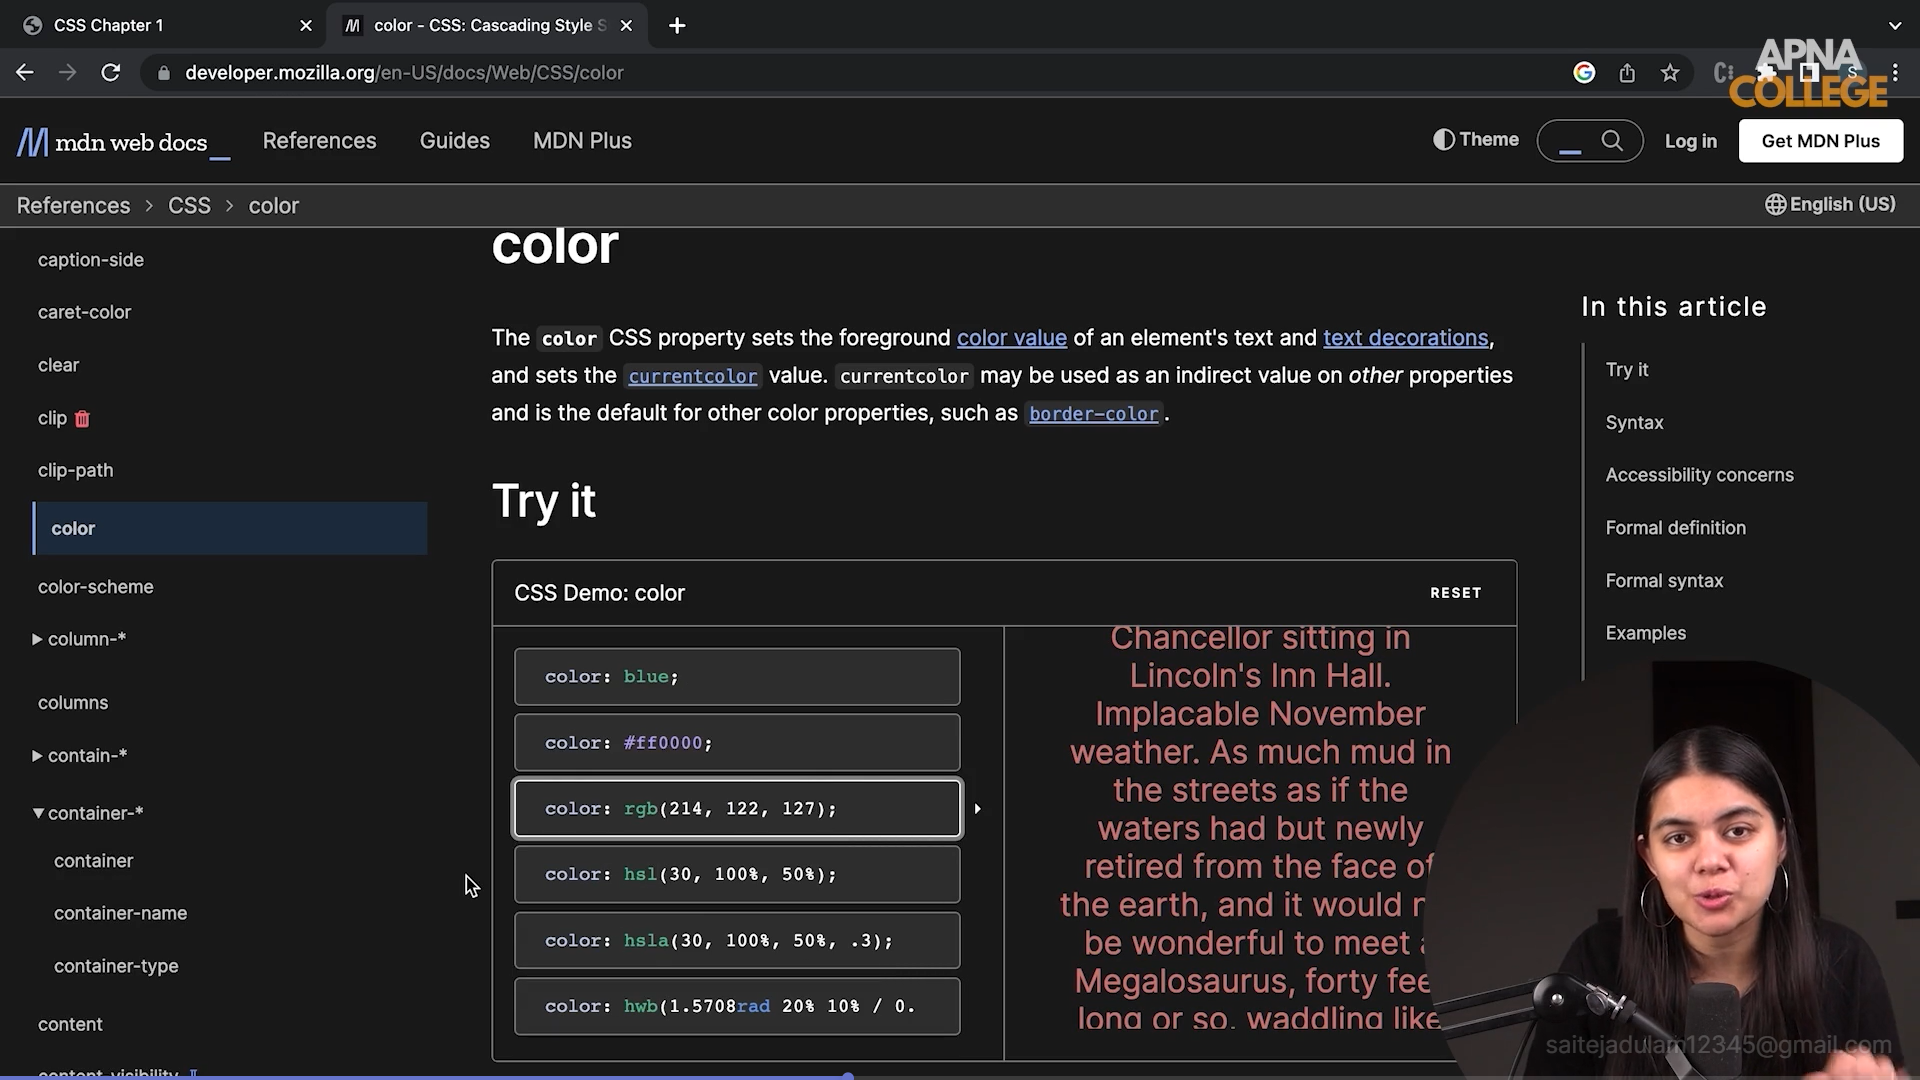 CSS Chapter 1
color - CSS: Cascading Style S
developer.mozilla.org/en-US/docs/Web/CSS/color
S
APNA
COLLEGE
mdn web docs
References
Guides
MDN Plus
Theme
Log in
Get MDN Plus
References > CSS > color
English (US)
caption-side
caret-color
clear
clip
clip-path
color
color-scheme
column-*
columns
contain-*
container-*
container
container-name
container-type
content
content-visibility
color
The color CSS property sets the foreground color value of an element's text and text decorations,
and sets the currentcolor value. currentcolor may be used as an indirect value on other properties
and is the default for other color properties, such as border-color.
Try it
CSS Demo: color
RESET
color: blue;
color: #ff0000;
color: rgb(214, 122, 127);
color: hsl(30, 100%, 50%);
color: hsla(30, 100%, 50%, .3);
color: hwb(1.5708rad 20% 10% / 0.
Chancellor sitting in
Lincoln's Inn Hall.
Implacable November
weather. As much mud in
the streets as if the
waters had but newly
retired from the face of
the earth, and it would n
be wonderful to meet a
Megalosaurus, forty fee
long or so, waddling like
In this article
Try it
Syntax
Accessibility concerns
Formal definition
Formal syntax
Examples
saitejadulam12345@gmail.com